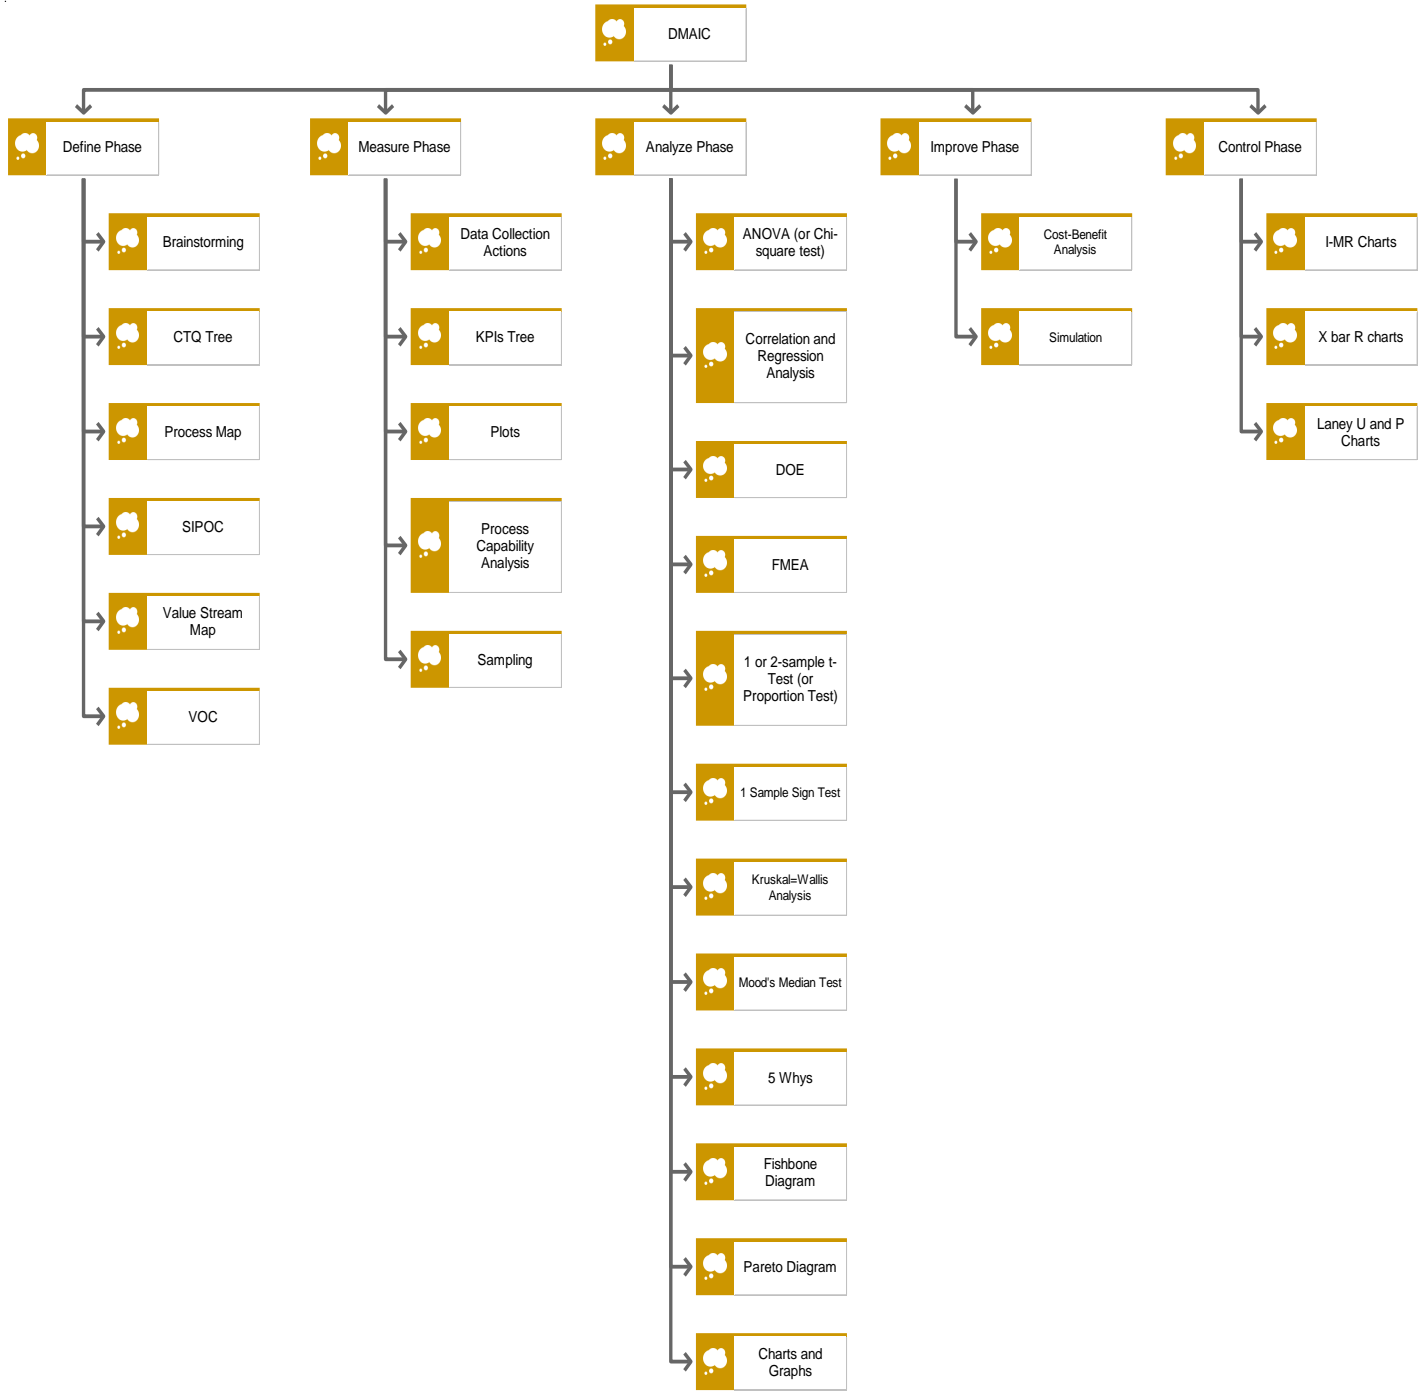 DMAIC
Define Phase
Measure Phase
Analyze Phase
Improve Phase
Control Phase
Brainstorming
CTQ Tree
Process Map
SIPOC
Value Stream
Map
VOC
Data Collection
Actions
KPIs Tree
Plots
Process
Capability
Analysis
Sampling
ANOVA (or Chi-
square test)
Correlation and
Regression
Analysis
DOE
FMEA
1 or 2-sample t-
Test (or
Proportion Test)
1 Sample Sign Test
Kruskal=Wallis
Analysis
Mood's Median Test
5 Whys
Fishbone
Diagram
Pareto Diagram
Charts and
Graphs
Cost-Benefit
Analysis
Simulation
I-MR Charts
X bar R charts
Laney U and P
Charts